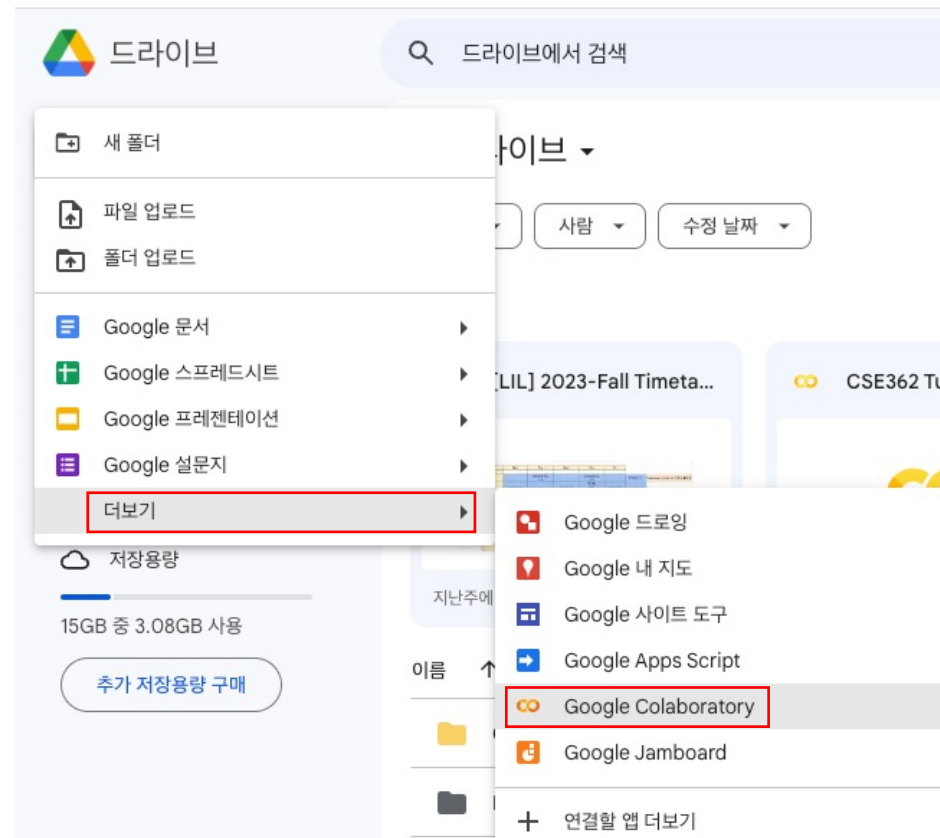 드라이브
드라이브에서 검색
새 폴더
파일 업로드
폴더 업로드
Google 문서
Google 스프레드시트
Google 프레젠테이션
Google 설문지
더보기
저장용량
15GB 중 3.08GB 사용
추가 저장용량 구매
이브
사람
수정 날짜
[LIL] 2023-Fall Timeta...
CSE362
지난주에
이름
Google 드로잉
Google 내 지도
Google 사이트 도구
Google Apps Script
Google Colaboratory
Google Jamboard
연결할 앱 더보기